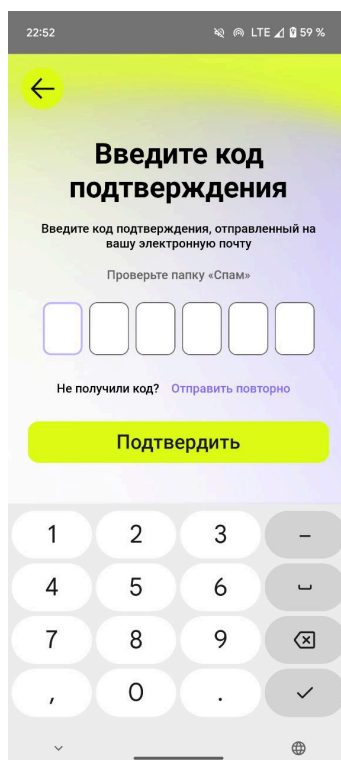 22:52 LTE 59 %
Введите код
подтверждения
Введите код подтверждения, отправленный на
вашу электронную почту
Проверьте папку «Спам»
Не получили код? Отправить повторно
Подтвердить
1 2 3 –
4 5 6
7 8 9
, 0 .